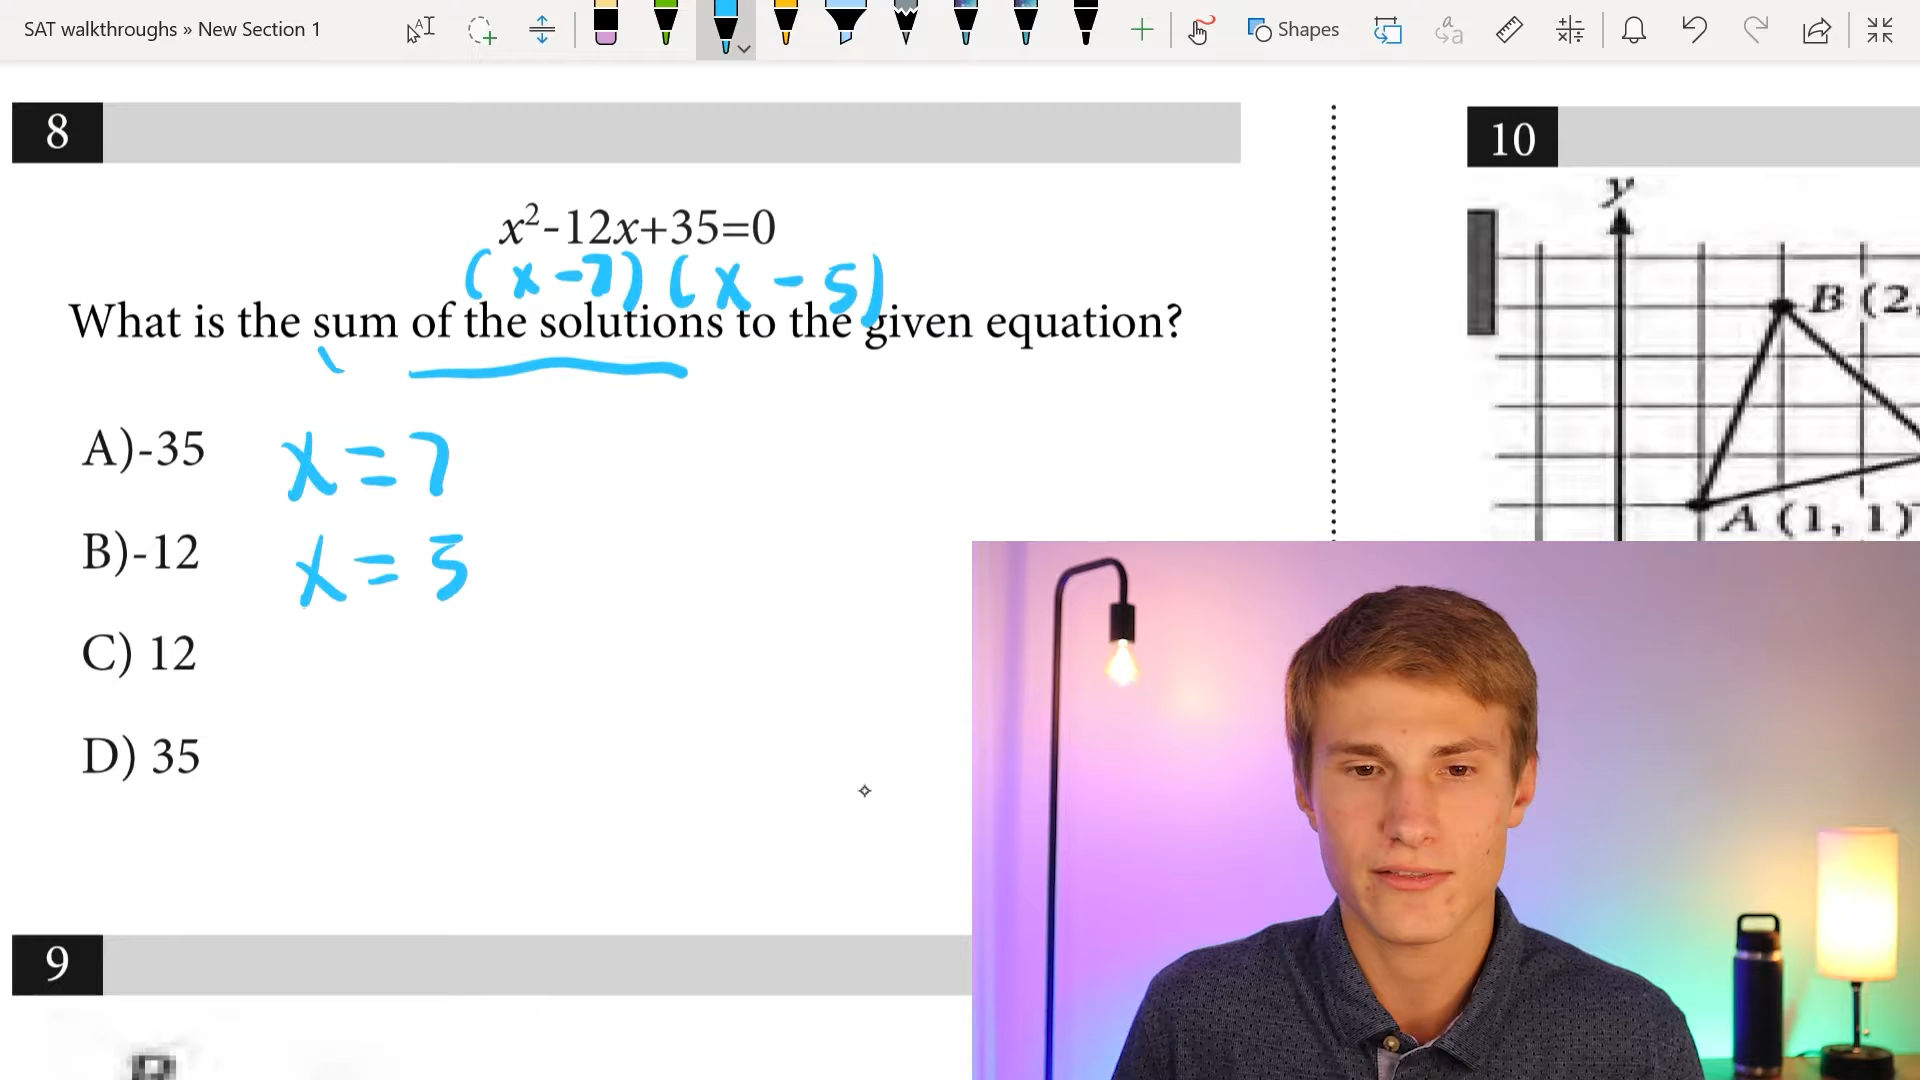 SAT walkthroughs » New Section 1
Shapes
8
x²-12x+35=0
(x-7)(x-5)
What is the sum of the solutions to the given equation?
A)-35
x=7
B)-12
x=5
C) 12
D) 35
9
10
y
B (2,
A (1, 1)